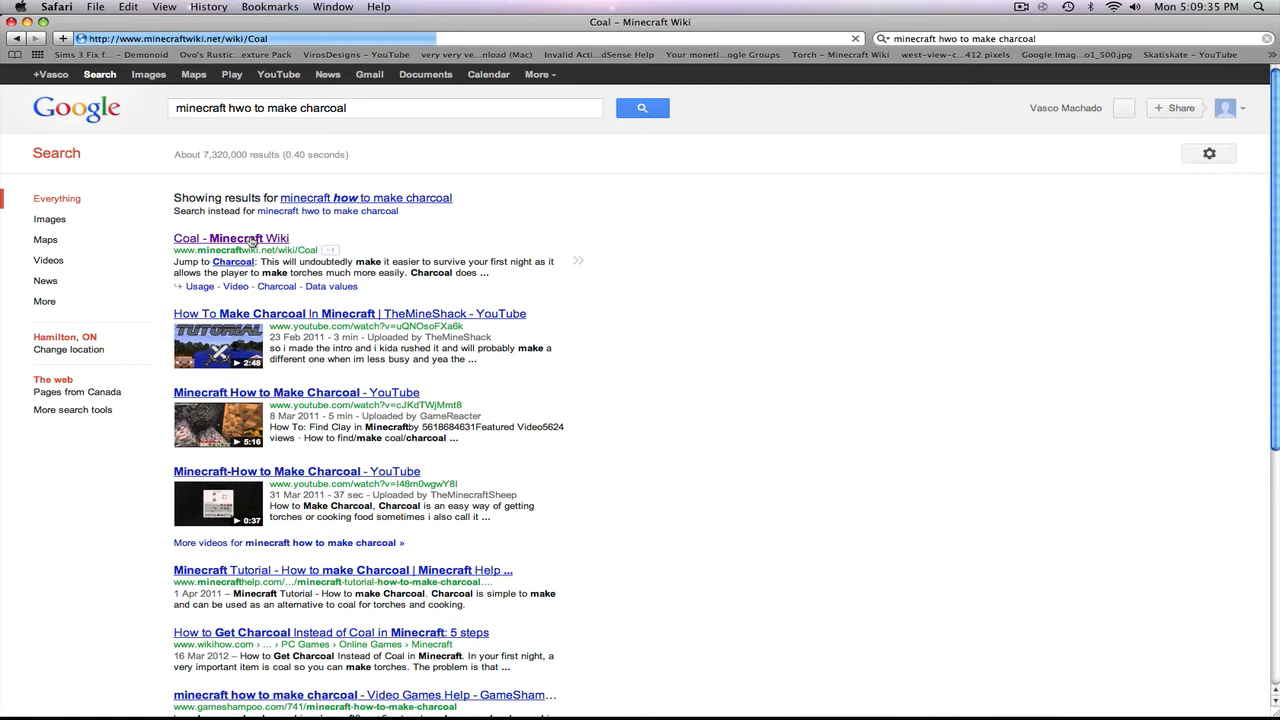 Safari File Edit View History Bookmarks Window Help Mon 5:09:35 PM
Coal – Minecraft Wiki
http://www.minecraftwiki.net/wiki/Coal minecraft hwo to make charcoal
Sims 3 Fix f... – Demonoid Ovo's Rustic...exture Pack VirosDesigns – YouTube very very ve...nload (Mac) Invalid Acti...dSense Help Your moneti...ogle Groups Torch – Minecraft Wiki west–view–c...412 pixels Google Imag...o1_500.jpg Skatiskate – YouTube
+Vasco Search Images Maps Play YouTube News Gmail Documents Calendar More
Google minecraft hwo to make charcoal Vasco Machado + Share
Search About 7,320,000 results (0.40 seconds)
Everything
Images
Maps
Videos
News
More
Hamilton, ON
Change location
The web
Pages from Canada
More search tools
Showing results for minecraft how to make charcoal
Search instead for minecraft hwo to make charcoal
Coal - Minecraft Wiki
www.minecraftwiki.net/wiki/Coal +1
Jump to Charcoal: This will undoubtedly make it easier to survive your first night as it
allows the player to make torches much more easily. Charcoal does ...
Usage - Video - Charcoal - Data values
How To Make Charcoal In Minecraft | TheMineShack - YouTube
TUTORIAL
2:48
www.youtube.com/watch?v=uQNOsoFXa6k
23 Feb 2011 - 3 min - Uploaded by TheMineShack
so i made the intro and i kida rushed it and will probably make a
different one when im less busy and yea the ...
Minecraft How to Make Charcoal - YouTube
5:16
www.youtube.com/watch?v=cJKdTWjMmt8
8 Mar 2011 - 5 min - Uploaded by GameReacter
How To: Find Clay in Minecraftby 5618684631Featured Video5624
views · How to find/make coal/charcoal ...
Minecraft-How to Make Charcoal - YouTube
0:37
www.youtube.com/watch?v=I48m0wgwY8I
31 Mar 2011 - 37 sec - Uploaded by TheMinecraftSheep
How to Make Charcoal, Charcoal is an easy way of getting
torches or cooking food sometimes i also call it ...
More videos for minecraft how to make charcoal »
Minecraft Tutorial - How to make Charcoal | Minecraft Help ...
www.minecrafthelp.com/.../minecraft-tutorial-how-to-make-charcoal....
1 Apr 2011 – Minecraft Tutorial - How to make Charcoal. Charcoal is simple to make
and can be used as an alternative to coal for torches and cooking.
How to Get Charcoal Instead of Coal in Minecraft: 5 steps
www.wikihow.com › ... › PC Games › Online Games › Minecraft
16 Mar 2012 – How to Get Charcoal Instead of Coal in Minecraft. In your first night, a
very important item is coal so you can make torches. The problem is that ...
minecraft how to make charcoal - Video Games Help - GameSham...
www.gameshampoo.com/741/minecraft-how-to-make-charcoal